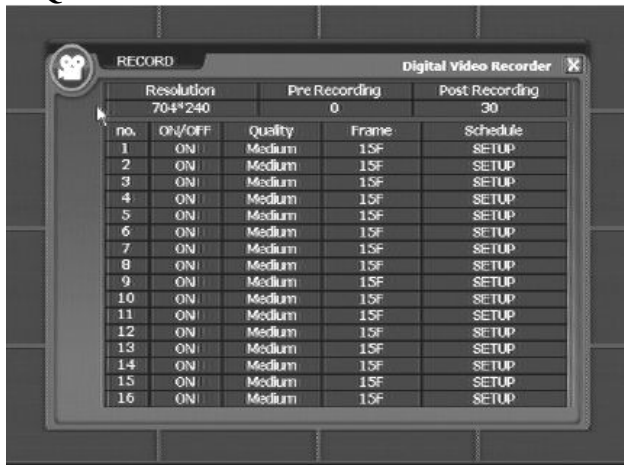 RECORD
Digital Video Recorder X
Resolution Pre Recording Post Recording
704*240 0 30
no. ON/OFF Quality Frame Schedule
1 ON Medium 15F SETUP
2 ON Medium 15F SETUP
3 ON Medium 15F SETUP
4 ON Medium 15F SETUP
5 ON Medium 15F SETUP
6 ON Medium 15F SETUP
7 ON Medium 15F SETUP
8 ON Medium 15F SETUP
9 ON Medium 15F SETUP
10 ON Medium 15F SETUP
11 ON Medium 15F SETUP
12 ON Medium 15F SETUP
13 ON Medium 15F SETUP
14 ON Medium 15F SETUP
15 ON Medium 15F SETUP
16 ON Medium 15F SETUP